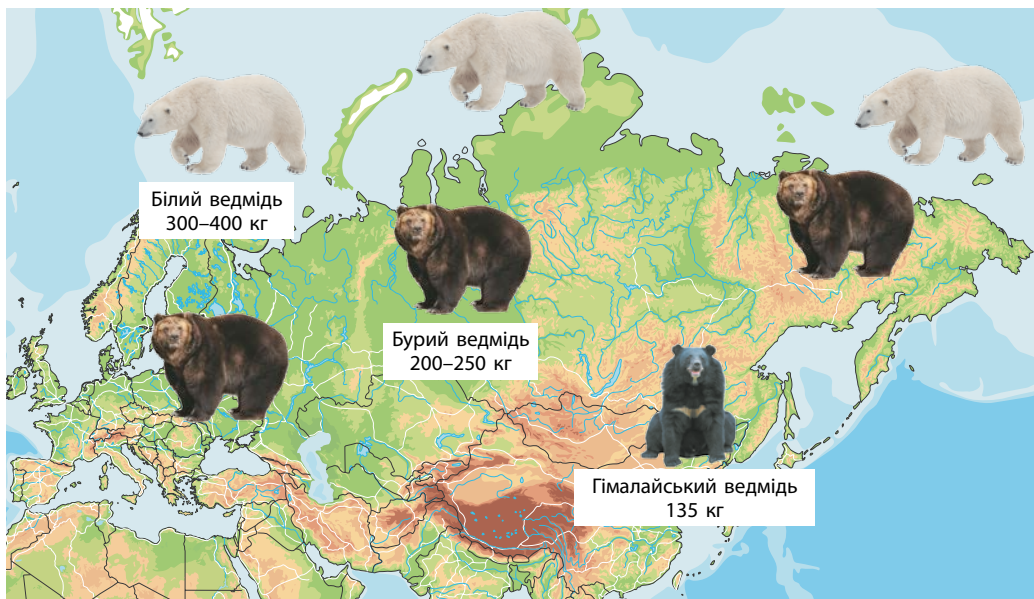 Білий ведмідь
300–400 кг
Бурий ведмідь
200–250 кг
Гімалайський ведмідь
135 кг